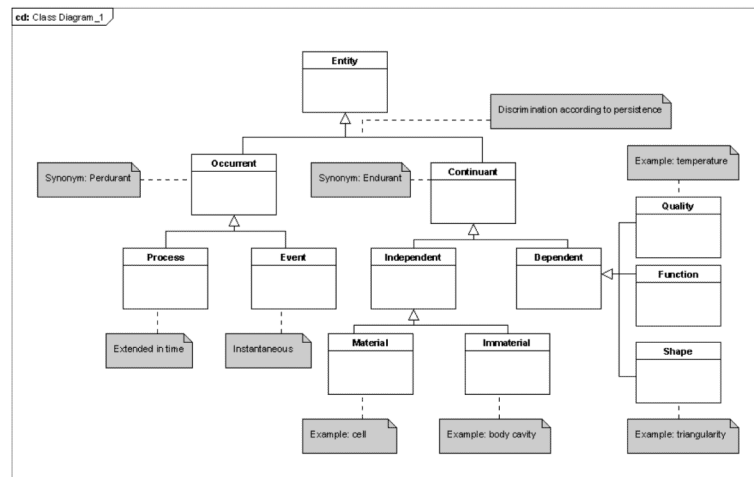 cd: Class Diagram_1
Entity
Discrimination according to persistence
Occurrent
Synonym: Perdurant
Synonym: Endurant
Continuant
Example: temperature
Quality
Process
Event
Independent
Dependent
Function
Extended in time
Instantaneous
Material
Immaterial
Shape
Example: cell
Example: body cavity
Example: triangularity